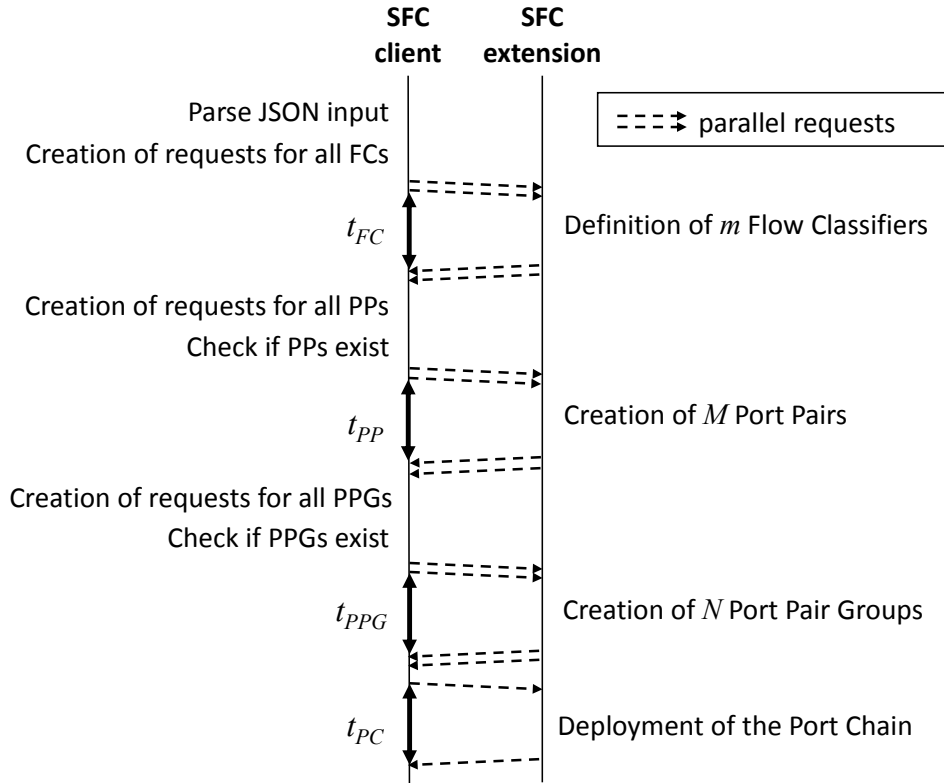 SFC
client
SFC
extension
Parse JSON input
parallel requests
Creation of requests for all FCs
t_FC
Definition of m Flow Classifiers
Creation of requests for all PPs
Check if PPs exist
t_PP
Creation of M Port Pairs
Creation of requests for all PPGs
Check if PPGs exist
t_PPG
Creation of N Port Pair Groups
t_PC
Deployment of the Port Chain